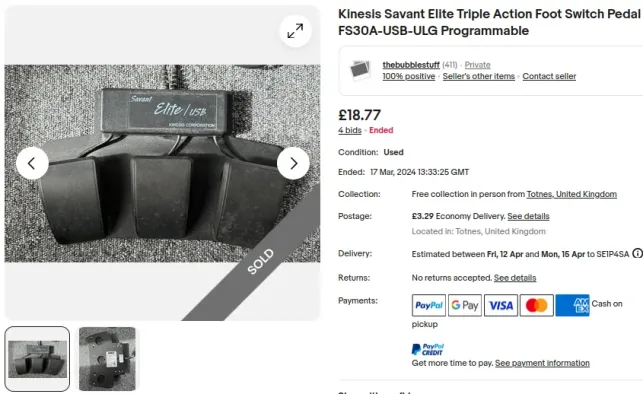 Kinesis Savant Elite Triple Action Foot Switch Pedal
FS30A-USB-ULG Programmable
thebubblestuff (411) · Private
100% positive · Seller's other items · Contact seller
£18.77
4 bids · Ended
Condition: Used
Ended: 17 Mar, 2024 13:33:25 GMT
Collection: Free collection in person from Totnes, United Kingdom
Postage: £3.29 Economy Delivery. See details
Located in: Totnes, United Kingdom
Delivery: Estimated between Fri, 12 Apr and Mon, 15 Apr to SE1P4SA
Returns: No returns accepted. See details
Payments: PayPal G Pay VISA mastercard AM EX Cash on
pickup
PayPal
CREDIT
Get more time to pay. See payment information
Savant
Elite/USB
KINESIS CORPORATION
SOLD